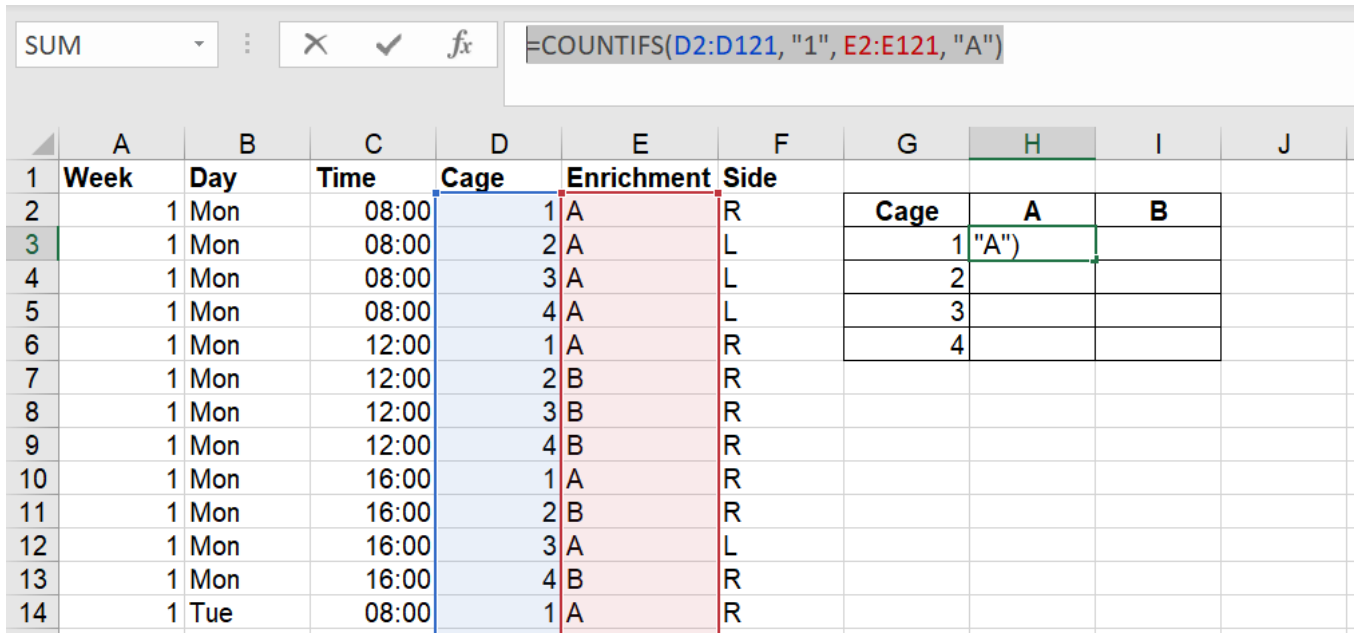 SUM fx =COUNTIFS(D2:D121, "1", E2:E121, "A")
A B C D E F G H I J
1 Week Day Time Cage Enrichment Side
2 1 Mon 08:00 1 A R Cage A B
3 1 Mon 08:00 2 A L 1 "A")
4 1 Mon 08:00 3 A L 2
5 1 Mon 08:00 4 A L 3
6 1 Mon 12:00 1 A R 4
7 1 Mon 12:00 2 B R
8 1 Mon 12:00 3 B R
9 1 Mon 12:00 4 B R
10 1 Mon 16:00 1 A R
11 1 Mon 16:00 2 B R
12 1 Mon 16:00 3 A L
13 1 Mon 16:00 4 B R
14 1 Tue 08:00 1 A R